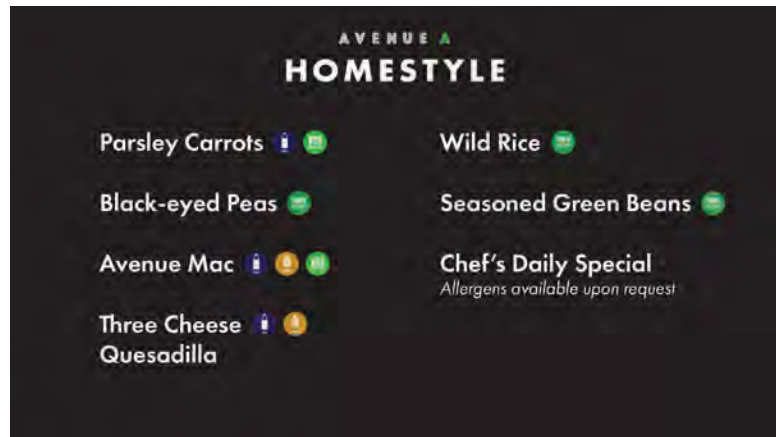 AVENUE A
HOMESTYLE
Parsley Carrots
Black-eyed Peas
Avenue Mac
Three Cheese
Quesadilla
Wild Rice
Seasoned Green Beans
Chef's Daily Special
Allergens available upon request